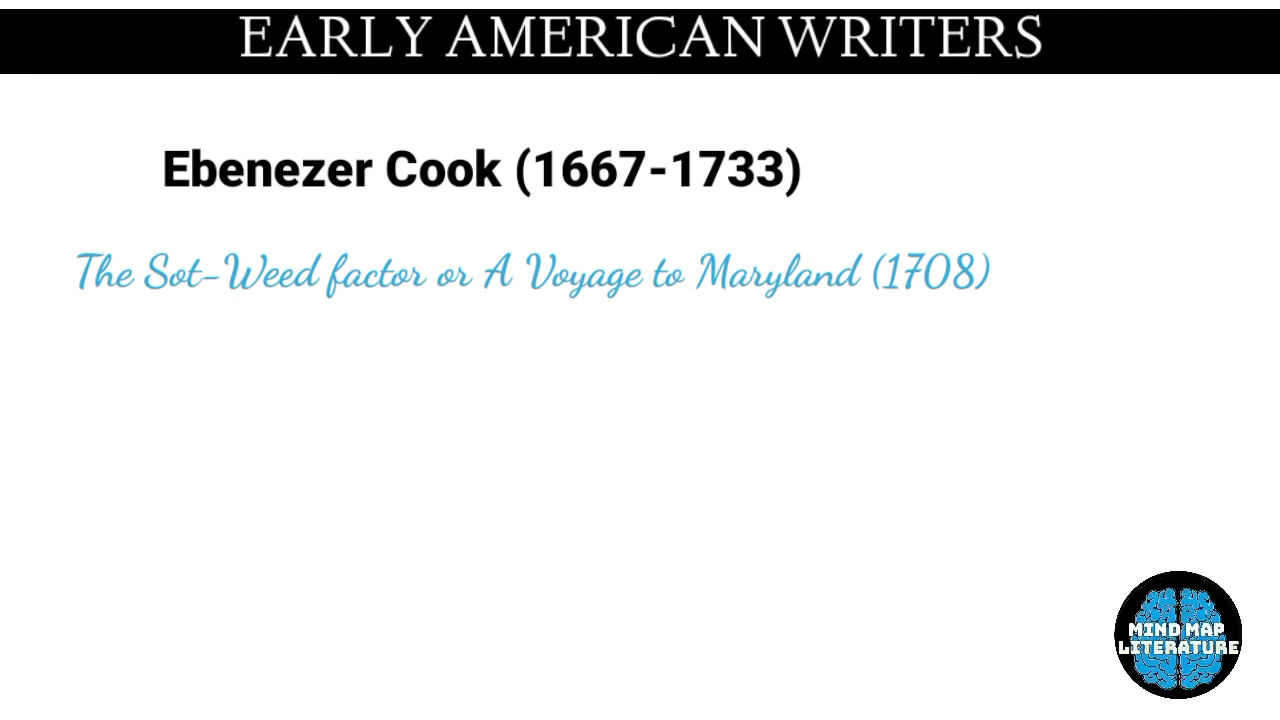 EARLY AMERICAN WRITERS
Ebenezer Cook (1667-1733)
The Sot-Weed factor or A Voyage to Maryland (1708)
MIND MAP
LITERATURE